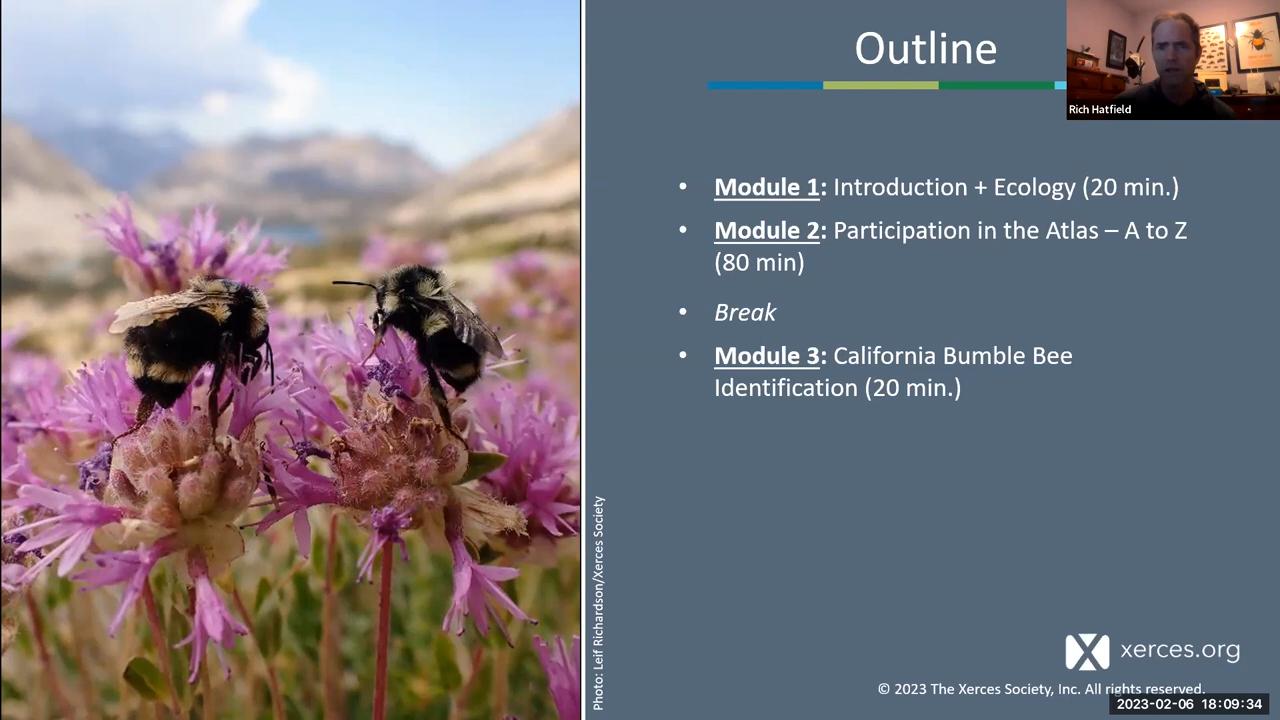 Outline
Rich Hatfield
• Module 1: Introduction + Ecology (20 min.)
• Module 2: Participation in the Atlas – A to Z
(80 min)
• Break
• Module 3: California Bumble Bee
Identification (20 min.)
Photo: Leif Richardson/Xerces Society
xerces.org
© 2023 The Xerces Society, Inc. All rights reserved.
2023-02-06 18:09:34